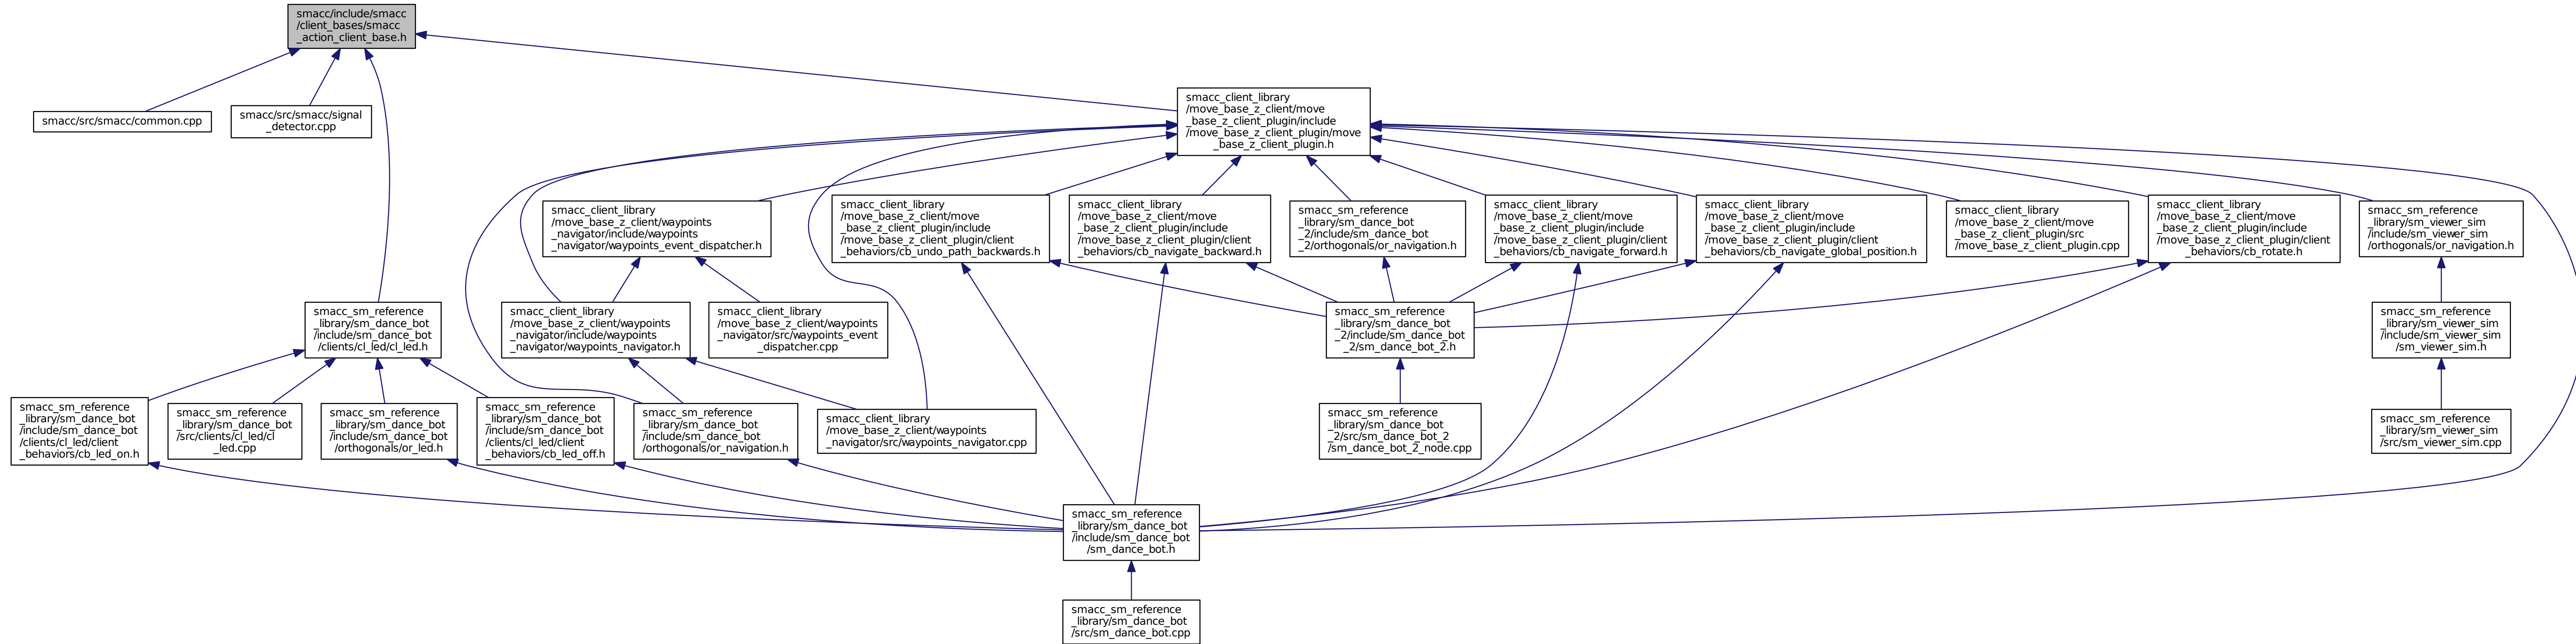 smacc/include/smacc
/client_bases/smacc
_action_client_base.h
smacc/src/smacc/common.cpp
smacc/src/smacc/signal
_detector.cpp
smacc_client_library
/move_base_z_client/move
_base_z_client_plugin/include
/move_base_z_client_plugin/move
_base_z_client_plugin.h
smacc_client_library
/move_base_z_client/waypoints
_navigator/include/waypoints
_navigator/waypoints_event_dispatcher.h
smacc_client_library
/move_base_z_client/move
_base_z_client_plugin/include
/move_base_z_client_plugin/client
_behaviors/cb_undo_path_backwards.h
smacc_client_library
/move_base_z_client/move
_base_z_client_plugin/include
/move_base_z_client_plugin/client
_behaviors/cb_navigate_backward.h
smacc_sm_reference
_library/sm_dance_bot
_2/include/sm_dance_bot
_2/orthogonals/or_navigation.h
smacc_client_library
/move_base_z_client/move
_base_z_client_plugin/include
/move_base_z_client_plugin/client
_behaviors/cb_navigate_forward.h
smacc_client_library
/move_base_z_client/move
_base_z_client_plugin/include
/move_base_z_client_plugin/client
_behaviors/cb_navigate_global_position.h
smacc_client_library
/move_base_z_client/move
_base_z_client_plugin/src
/move_base_z_client_plugin.cpp
smacc_client_library
/move_base_z_client/move
_base_z_client_plugin/include
/move_base_z_client_plugin/client
_behaviors/cb_rotate.h
smacc_sm_reference
_library/sm_viewer_sim
/include/sm_viewer_sim
/orthogonals/or_navigation.h
smacc_sm_reference
_library/sm_dance_bot
/include/sm_dance_bot
/clients/cl_led/cl_led.h
smacc_client_library
/move_base_z_client/waypoints
_navigator/include/waypoints
_navigator/waypoints_navigator.h
smacc_client_library
/move_base_z_client/waypoints
_navigator/src/waypoints_event
_dispatcher.cpp
smacc_sm_reference
_library/sm_dance_bot
_2/include/sm_dance_bot
_2/sm_dance_bot_2.h
smacc_sm_reference
_library/sm_viewer_sim
/include/sm_viewer_sim
/sm_viewer_sim.h
smacc_sm_reference
_library/sm_dance_bot
/include/sm_dance_bot
/clients/cl_led/client
_behaviors/cb_led_on.h
smacc_sm_reference
_library/sm_dance_bot
/src/clients/cl_led/cl
_led.cpp
smacc_sm_reference
_library/sm_dance_bot
/include/sm_dance_bot
/orthogonals/or_led.h
smacc_sm_reference
_library/sm_dance_bot
/include/sm_dance_bot
/clients/cl_led/client
_behaviors/cb_led_off.h
smacc_sm_reference
_library/sm_dance_bot
/include/sm_dance_bot
/orthogonals/or_navigation.h
smacc_client_library
/move_base_z_client/waypoints
_navigator/src/waypoints_navigator.cpp
smacc_sm_reference
_library/sm_dance_bot
_2/src/sm_dance_bot_2
/sm_dance_bot_2_node.cpp
smacc_sm_reference
_library/sm_viewer_sim
/src/sm_viewer_sim.cpp
smacc_sm_reference
_library/sm_dance_bot
/include/sm_dance_bot
/sm_dance_bot.h
smacc_sm_reference
_library/sm_dance_bot
/src/sm_dance_bot.cpp